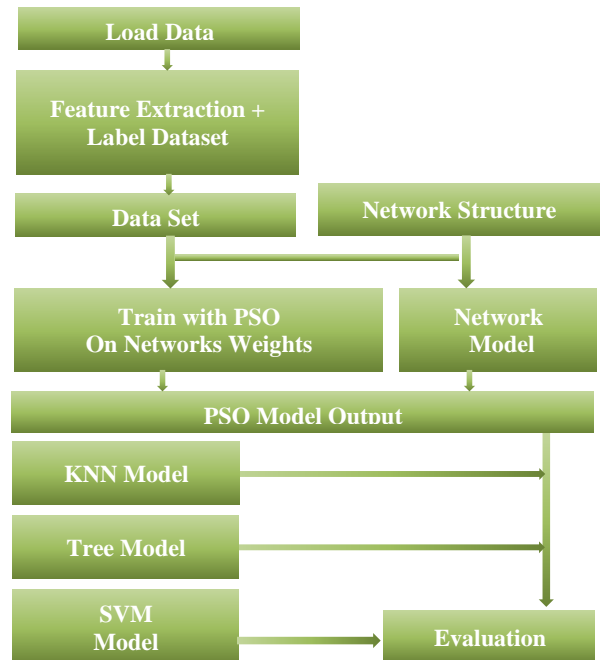 Load Data
Feature Extraction +
Label Dataset
Data Set
Network Structure
Train with PSO
On Networks Weights
Network
Model
PSO Model Output
KNN Model
Tree Model
SVM
Model
Evaluation